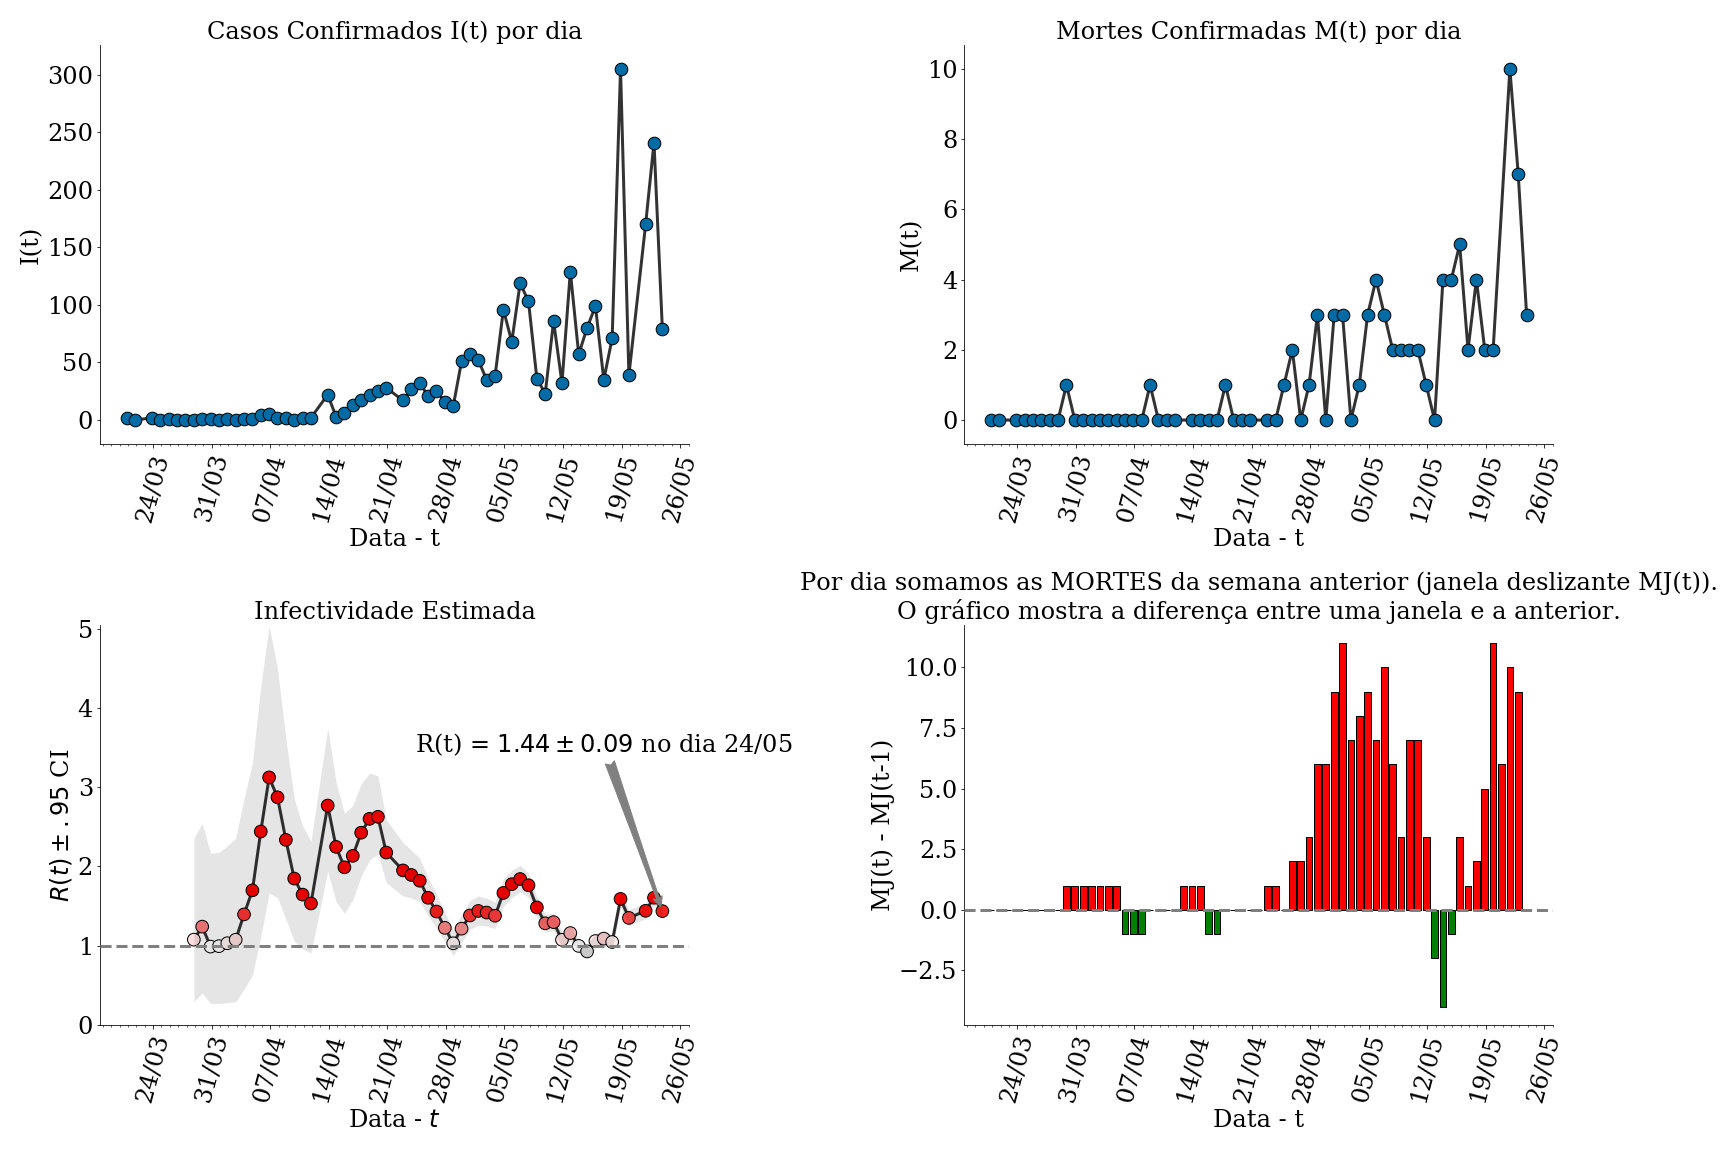 Casos Confirmados I(t) por dia
I(t)
300
250
200
150
100
50
0
24/03 31/03 07/04 14/04 21/04 28/04 05/05 12/05 19/05 26/05
Data - t
Mortes Confirmadas M(t) por dia
M(t)
10
8
6
4
2
0
24/03 31/03 07/04 14/04 21/04 28/04 05/05 12/05 19/05 26/05
Data - t
Infectividade Estimada
R(t) ± .95 CI
5
4
3
2
1
0
R(t) = 1.44 ± 0.09 no dia 24/05
24/03 31/03 07/04 14/04 21/04 28/04 05/05 12/05 19/05 26/05
Data - t
Por dia somamos as MORTES da semana anterior (janela deslizante MJ(t)).
O gráfico mostra a diferença entre uma janela e a anterior.
MJ(t) - MJ(t-1)
10.0
7.5
5.0
2.5
0.0
−2.5
24/03 31/03 07/04 14/04 21/04 28/04 05/05 12/05 19/05 26/05
Data - t